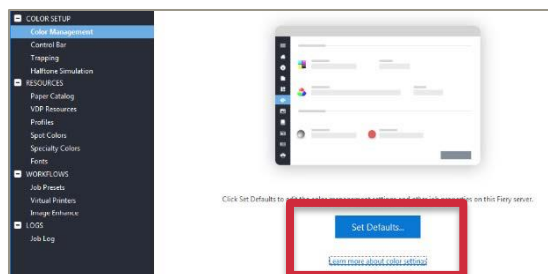 COLOR SETUP
Color Management
Control Bar
Trapping
Halftone Simulation
RESOURCES
Paper Catalog
VDP Resources
Profiles
Spot Colors
Specialty Colors
Fonts
WORKFLOWS
Job Presets
Virtual Printers
Image Enhance
LOGS
Job Log
Click Set Defaults to edit the color management settings and other job properties on this Fiery server.
Set Defaults...
Learn more about color settings